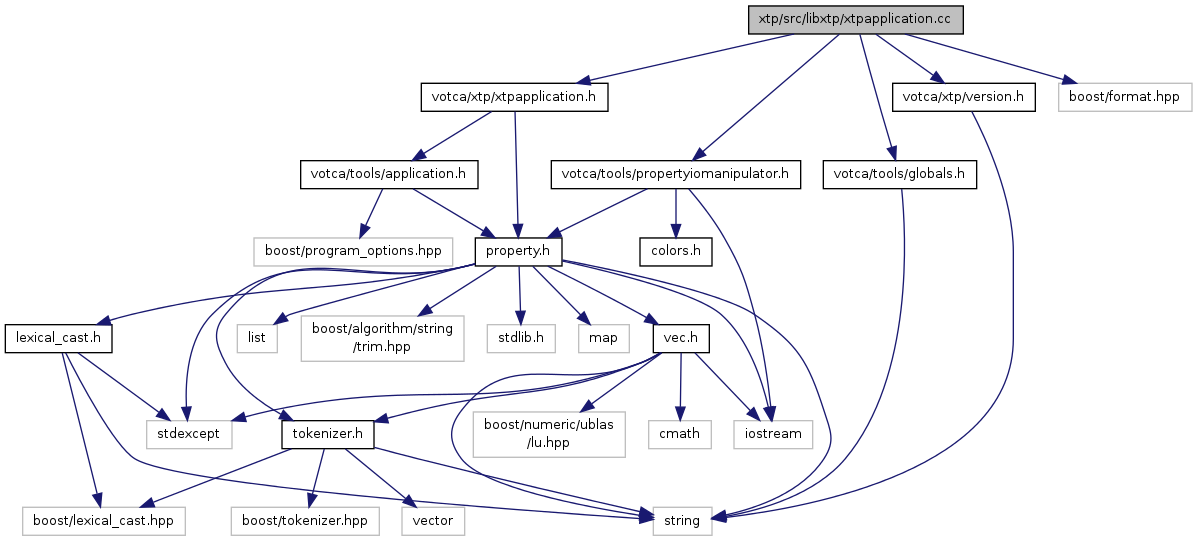 xtp/src/libxtp/xtpapplication.cc
votca/xtp/xtpapplication.h
votca/xtp/version.h
boost/format.hpp
votca/tools/application.h
votca/tools/propertyiomanipulator.h
votca/tools/globals.h
boost/program_options.hpp
property.h
colors.h
lexical_cast.h
list
boost/algorithm/string
/trim.hpp
stdlib.h
map
vec.h
stdexcept
tokenizer.h
boost/numeric/ublas
/lu.hpp
cmath
iostream
boost/lexical_cast.hpp
boost/tokenizer.hpp
vector
string